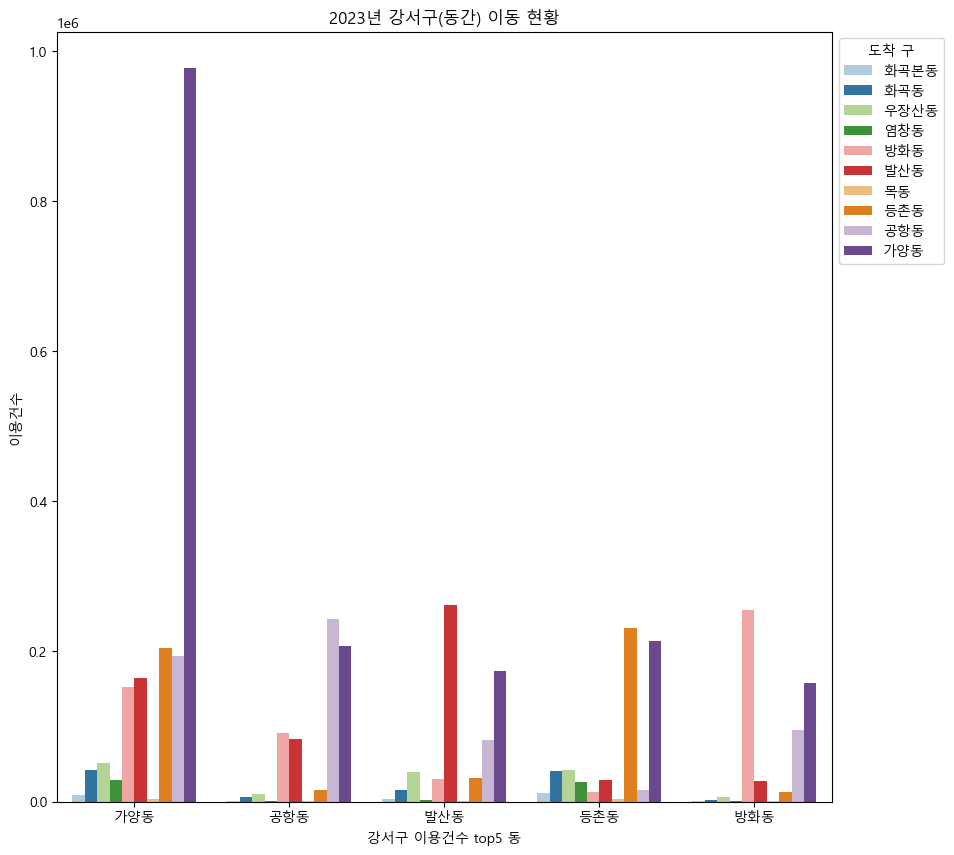 2023년 강서구(동간) 이동 현황
1e6
1.0
0.8
0.6
0.4
0.2
0.0
이용건수
가양동 공항동 발산동 등촌동 방화동
강서구 이용건수 top5 동
도착 구
화곡본동
화곡동
우장산동
염창동
방화동
발산동
목동
등촌동
공항동
가양동